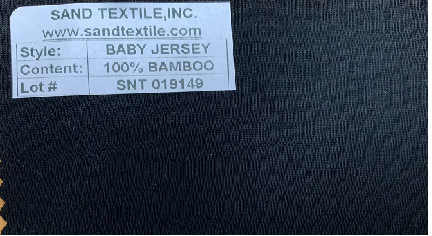 SAND TEXTILE,INC.
www.sandtextile.com
Style: BABY JERSEY
Content: 100% BAMBOO
Lot # SNT 019149